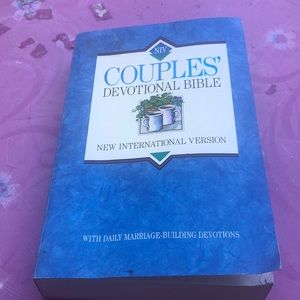 NIV
COUPLES'
DEVOTIONAL BIBLE
NEW INTERNATIONAL VERSION
WITH DAILY MARRIAGE-BUILDING DEVOTIONS